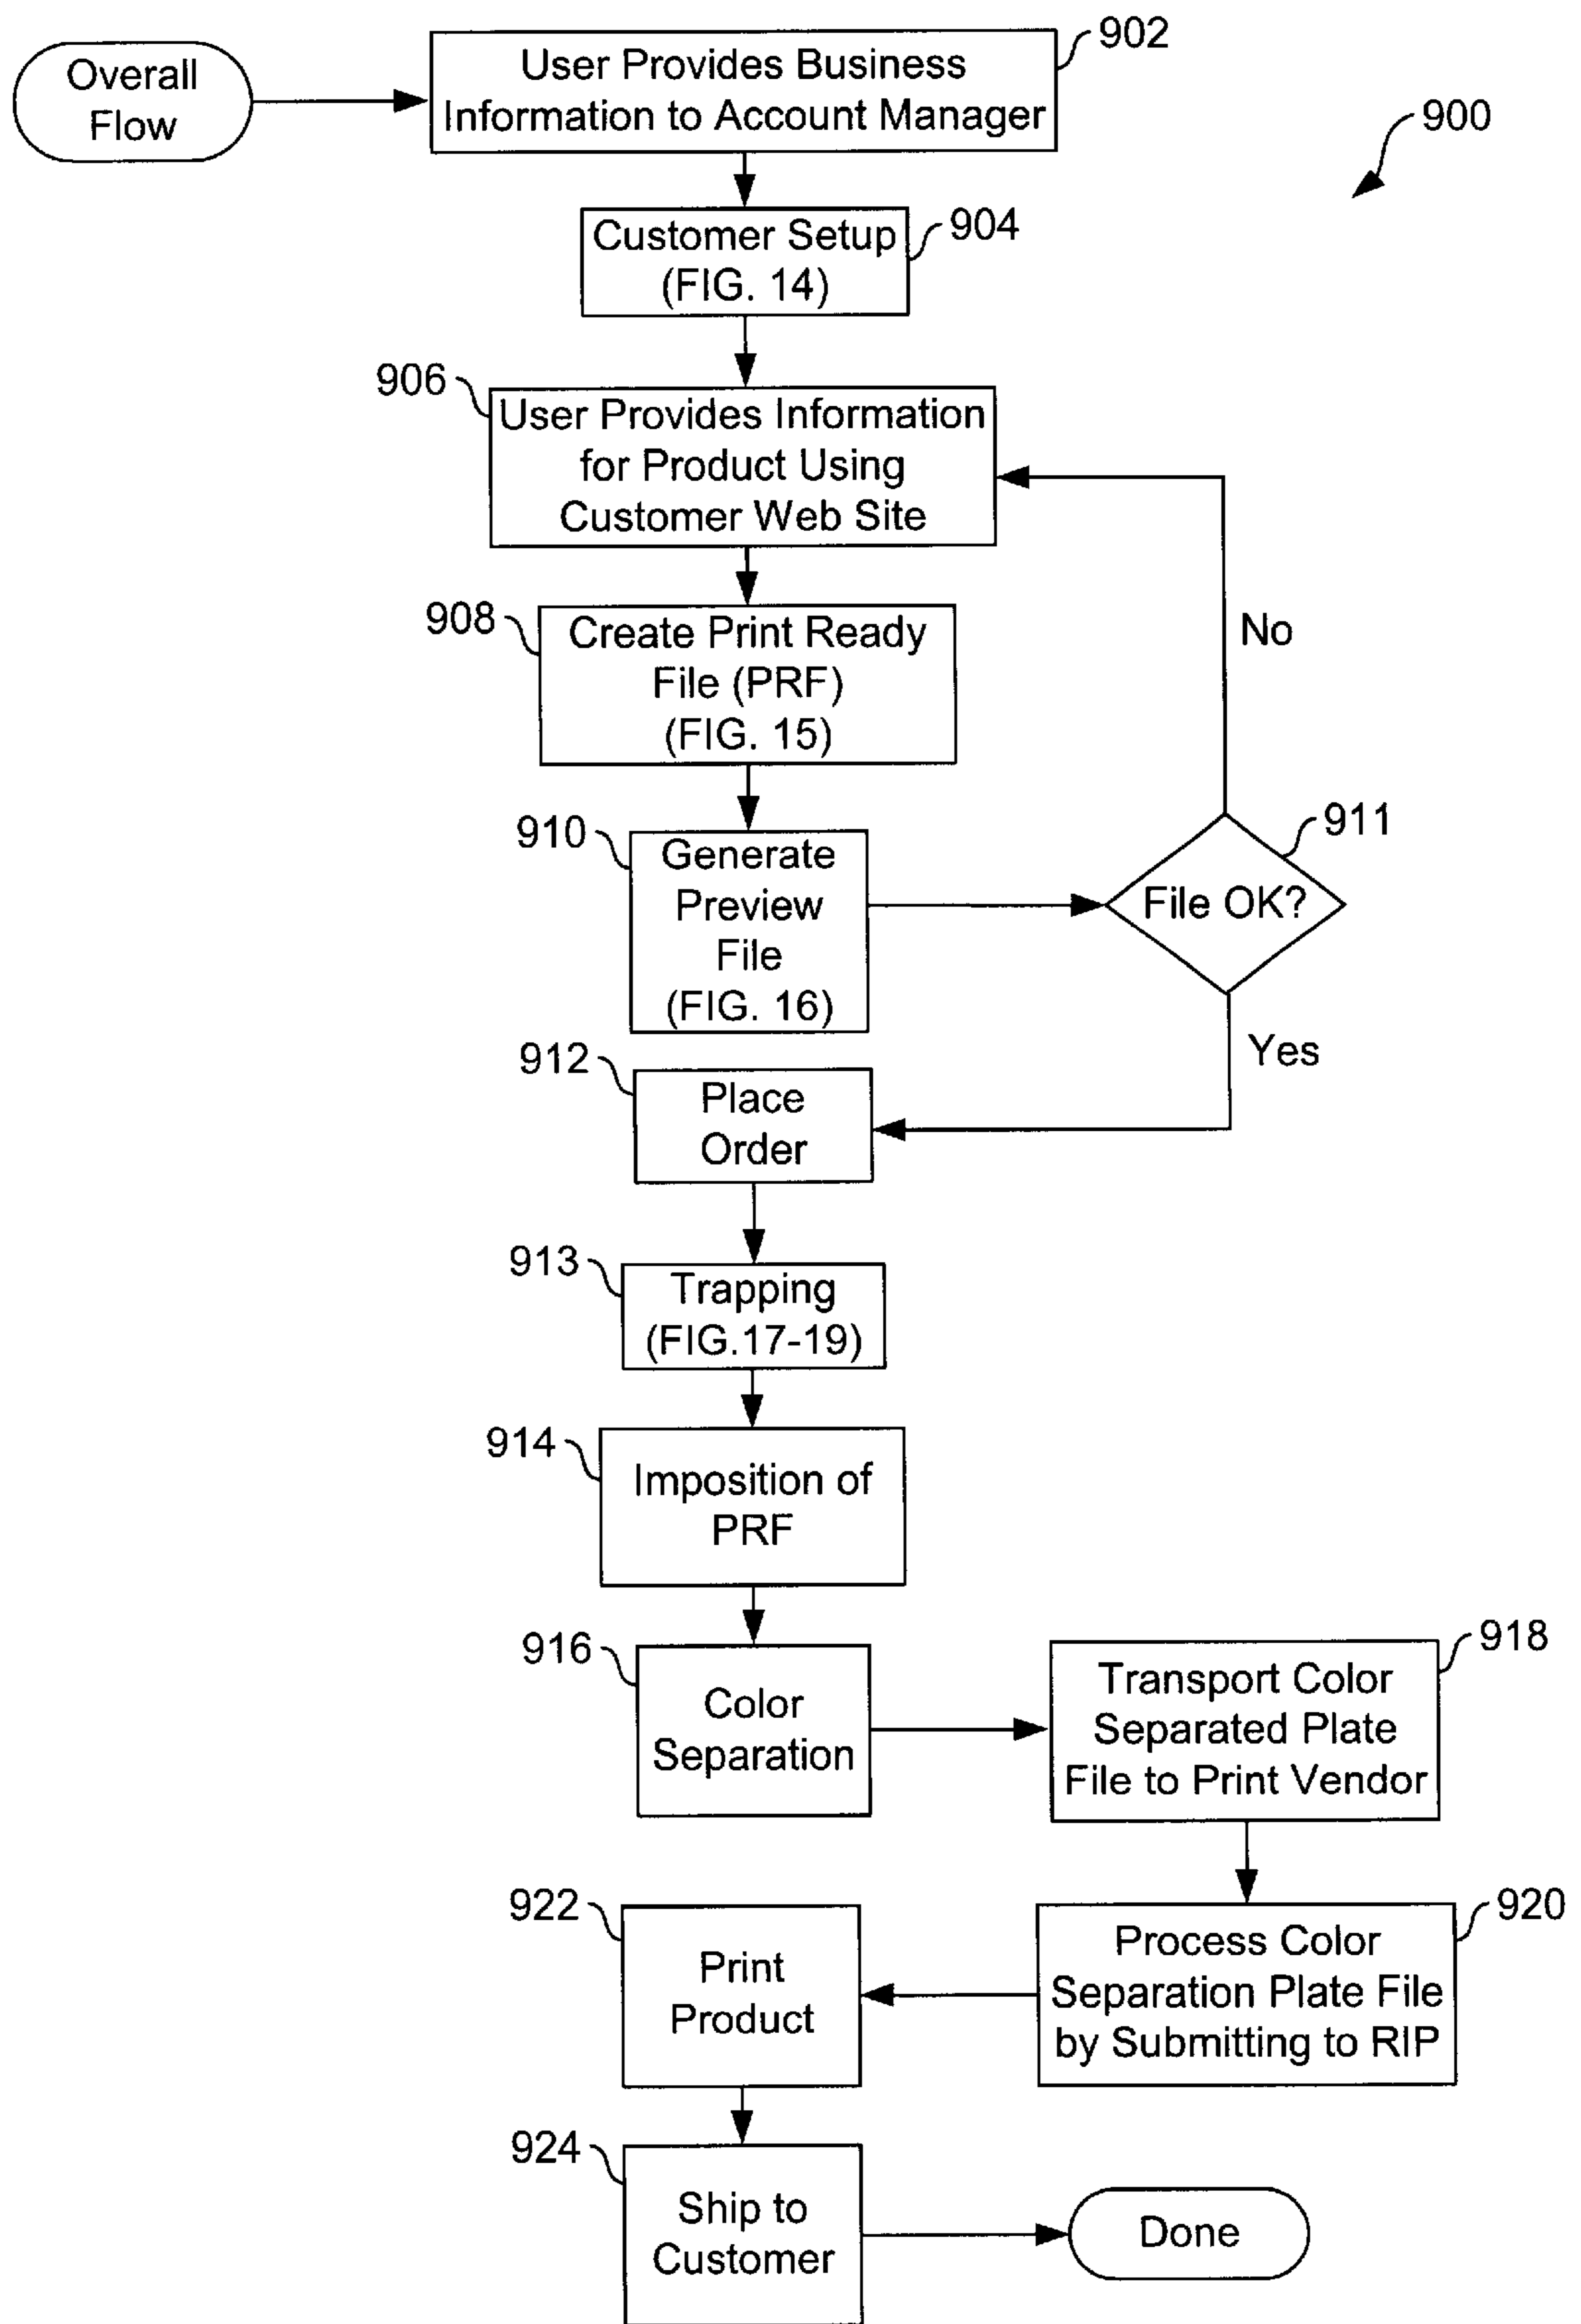 Overall
Flow
User Provides Business
Information to Account Manager
902
900
Customer Setup
(FIG. 14)
904
906
User Provides Information
for Product Using
Customer Web Site
908
Create Print Ready
File (PRF)
(FIG. 15)
No
910
Generate
Preview
File
(FIG. 16)
911
File OK?
Yes
912
Place
Order
913
Trapping
(FIG.17-19)
914
Imposition of
PRF
916
Color
Separation
918
Transport Color
Separated Plate
File to Print Vendor
920
Process Color
Separation Plate File
by Submitting to RIP
922
Print
Product
924
Ship to
Customer
Done